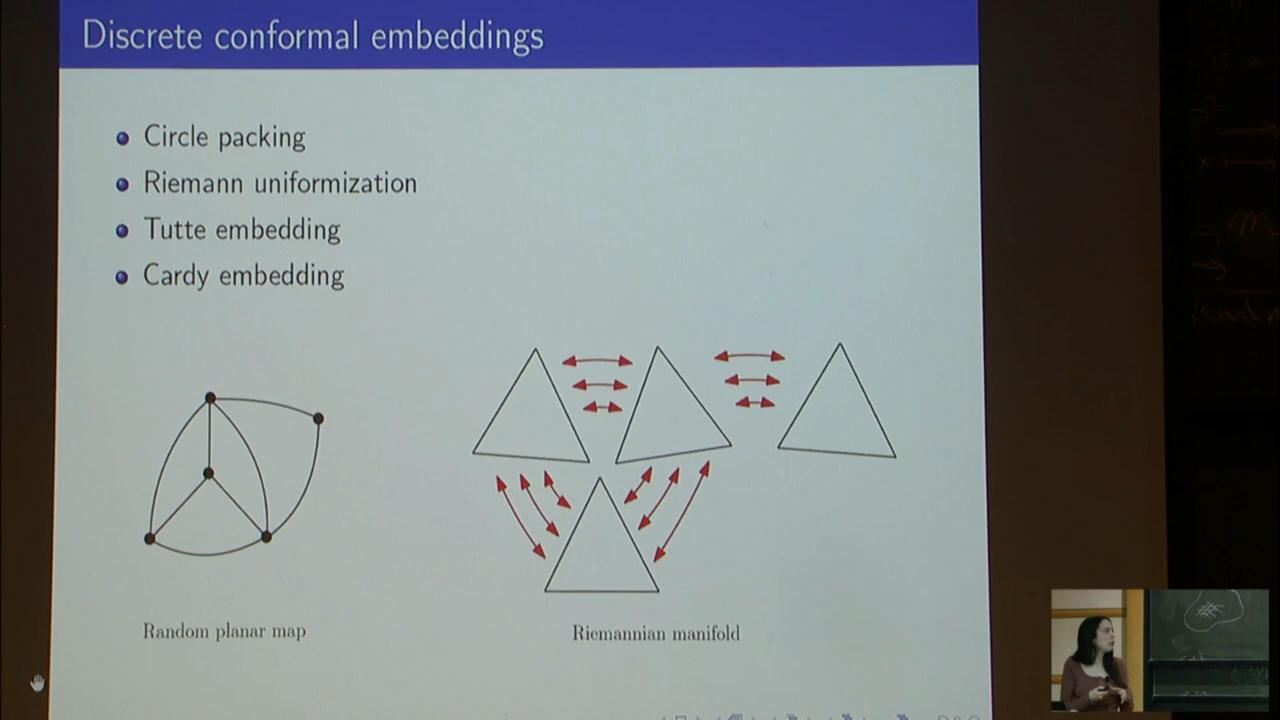 Discrete conformal embeddings
Circle packing
Riemann uniformization
Tutte embedding
Cardy embedding
Random planar map
Riemannian manifold